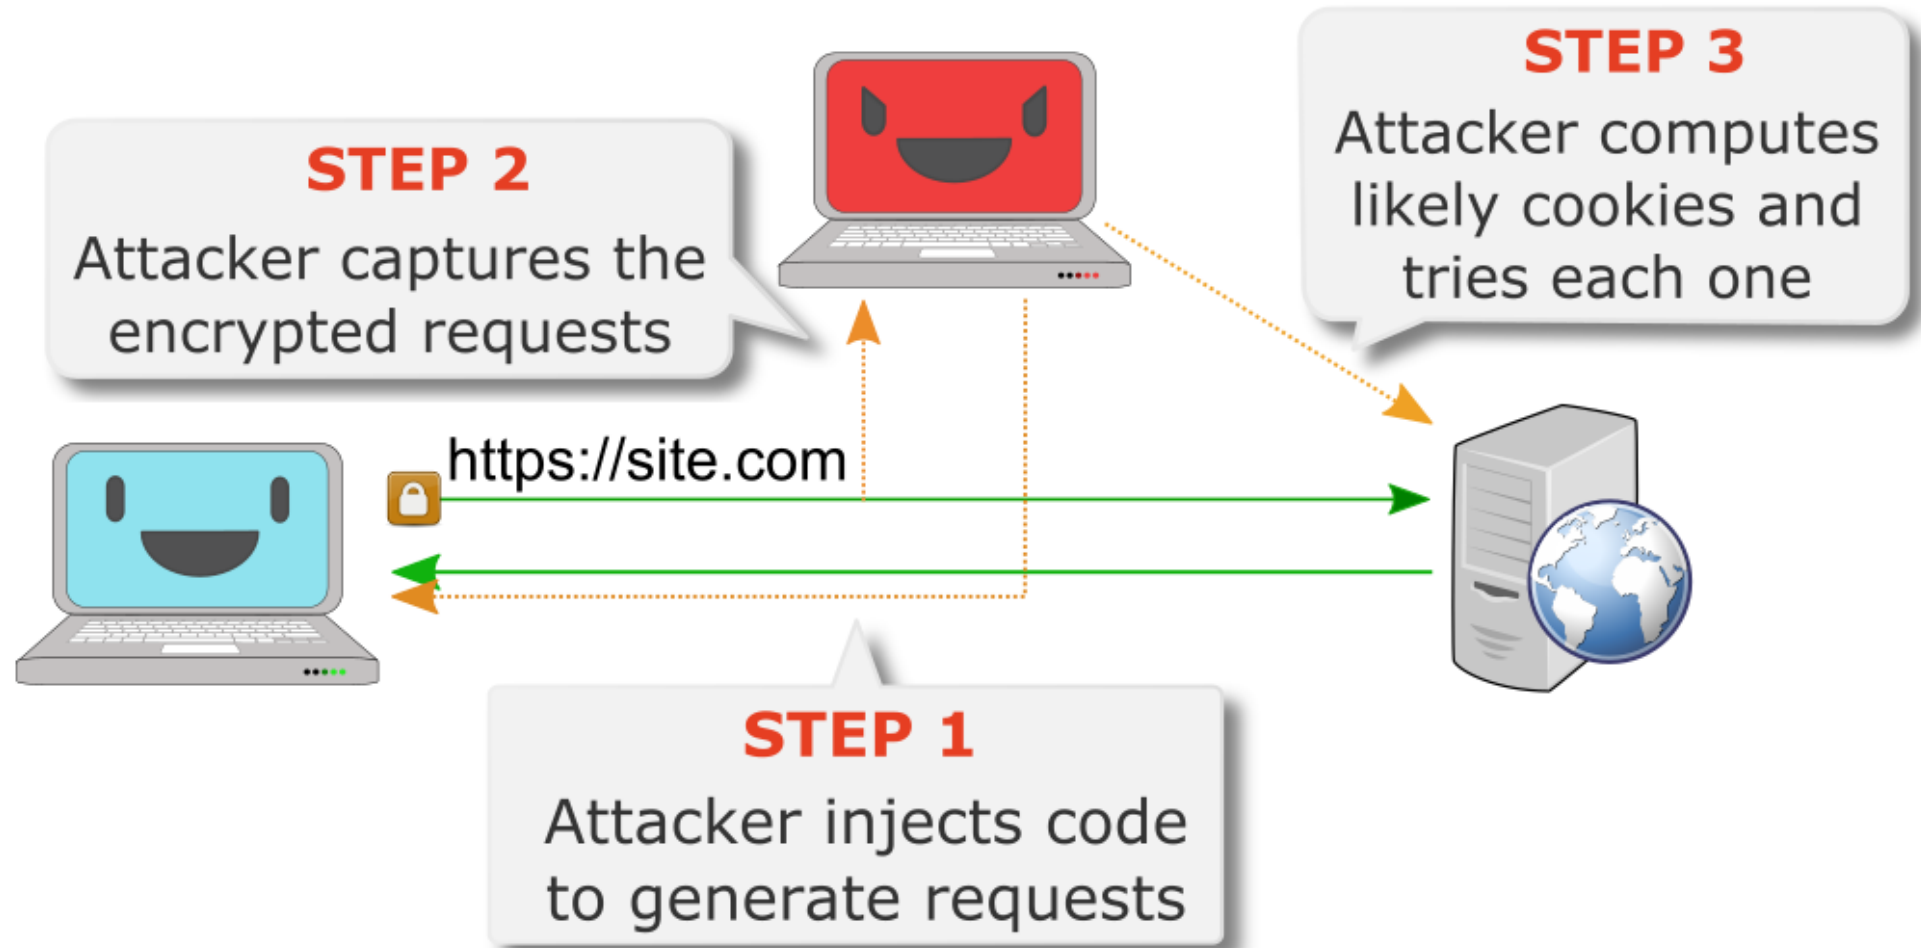 STEP 3
Attacker computes
likely cookies and
tries each one
STEP 2
Attacker captures the
encrypted requests
https://site.com
STEP 1
Attacker injects code
to generate requests